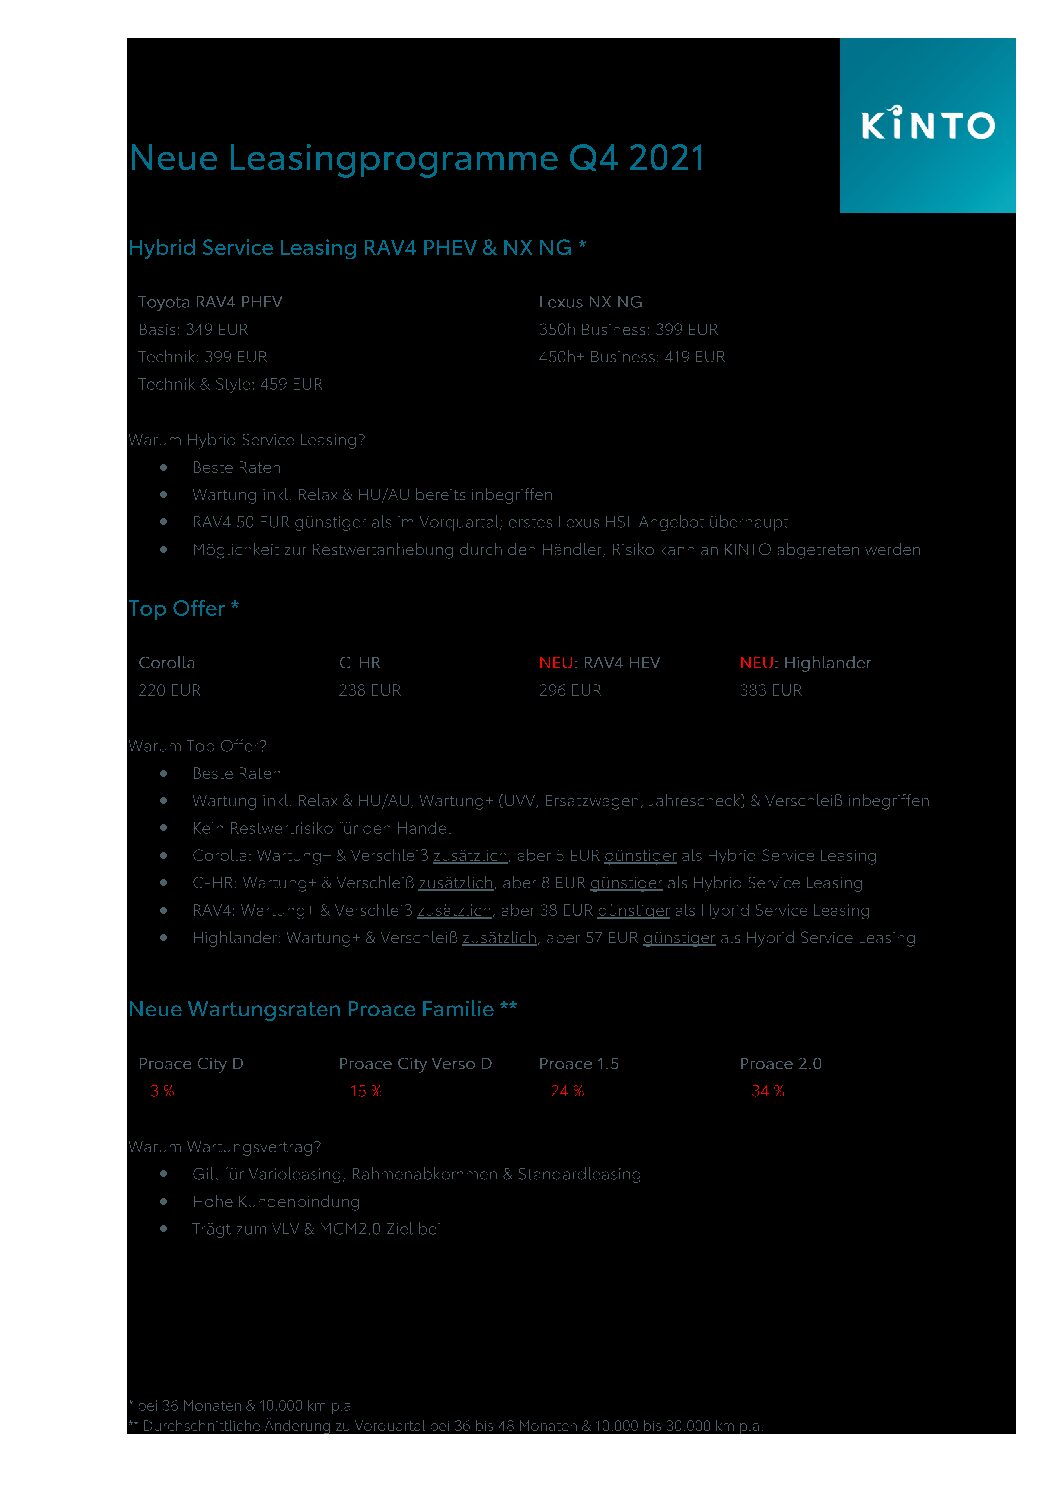 KINTO
Neue Leasingprogramme Q4 2021
Hybrid Service Leasing RAV4 PHEV & NX NG *
Toyota RAV4 PHEV Lexus NX NG
Basis: 349 EUR 350h Business: 399 EUR
Technik: 399 EUR 450h+ Business: 419 EUR
Technik & Style: 459 EUR
Warum Hybrid Service Leasing?
• Beste Raten
• Wartung inkl. Relax & HU/AU bereits inbegriffen
• RAV4 50 EUR günstiger als im Vorquartal; erstes Lexus HSL Angebot überhaupt
• Möglichkeit zur Restwertanhebung durch den Händler, Risiko kann an KINTO abgetreten werden
Top Offer *
Corolla C-HR NEU: RAV4 HEV NEU: Highlander
220 EUR 238 EUR 296 EUR 383 EUR
Warum Top Offer?
• Beste Raten
• Wartung inkl. Relax & HU/AU, Wartung+ (UVV, Ersatzwagen, Jahrescheck) & Verschleiß inbegriffen
• Kein Restwertrisiko für den Handel
• Corolla: Wartung+ & Verschleiß zusätzlich, aber 5 EUR günstiger als Hybrid Service Leasing
• C-HR: Wartung+ & Verschleiß zusätzlich, aber 8 EUR günstiger als Hybrid Service Leasing
• RAV4: Wartung+ & Verschleiß zusätzlich, aber 38 EUR günstiger als Hybrid Service Leasing
• Highlander: Wartung+ & Verschleiß zusätzlich, aber 57 EUR günstiger als Hybrid Service Leasing
Neue Wartungsraten Proace Familie **
Proace City D Proace City Verso D Proace 1.5 Proace 2.0
3 % 15 % 24 % 34 %
Warum Wartungsvertrag?
• Gilt für Varioleasing, Rahmenabkommen & Standardleasing
• Hohe Kundenbindung
• Trägt zum VLV & MCM2.0 Ziel bei
* bei 36 Monaten & 10.000 km p.a
** Durchschnittliche Änderung zu Vorquartal bei 36 bis 48 Monaten & 10.000 bis 30.000 km p.a.